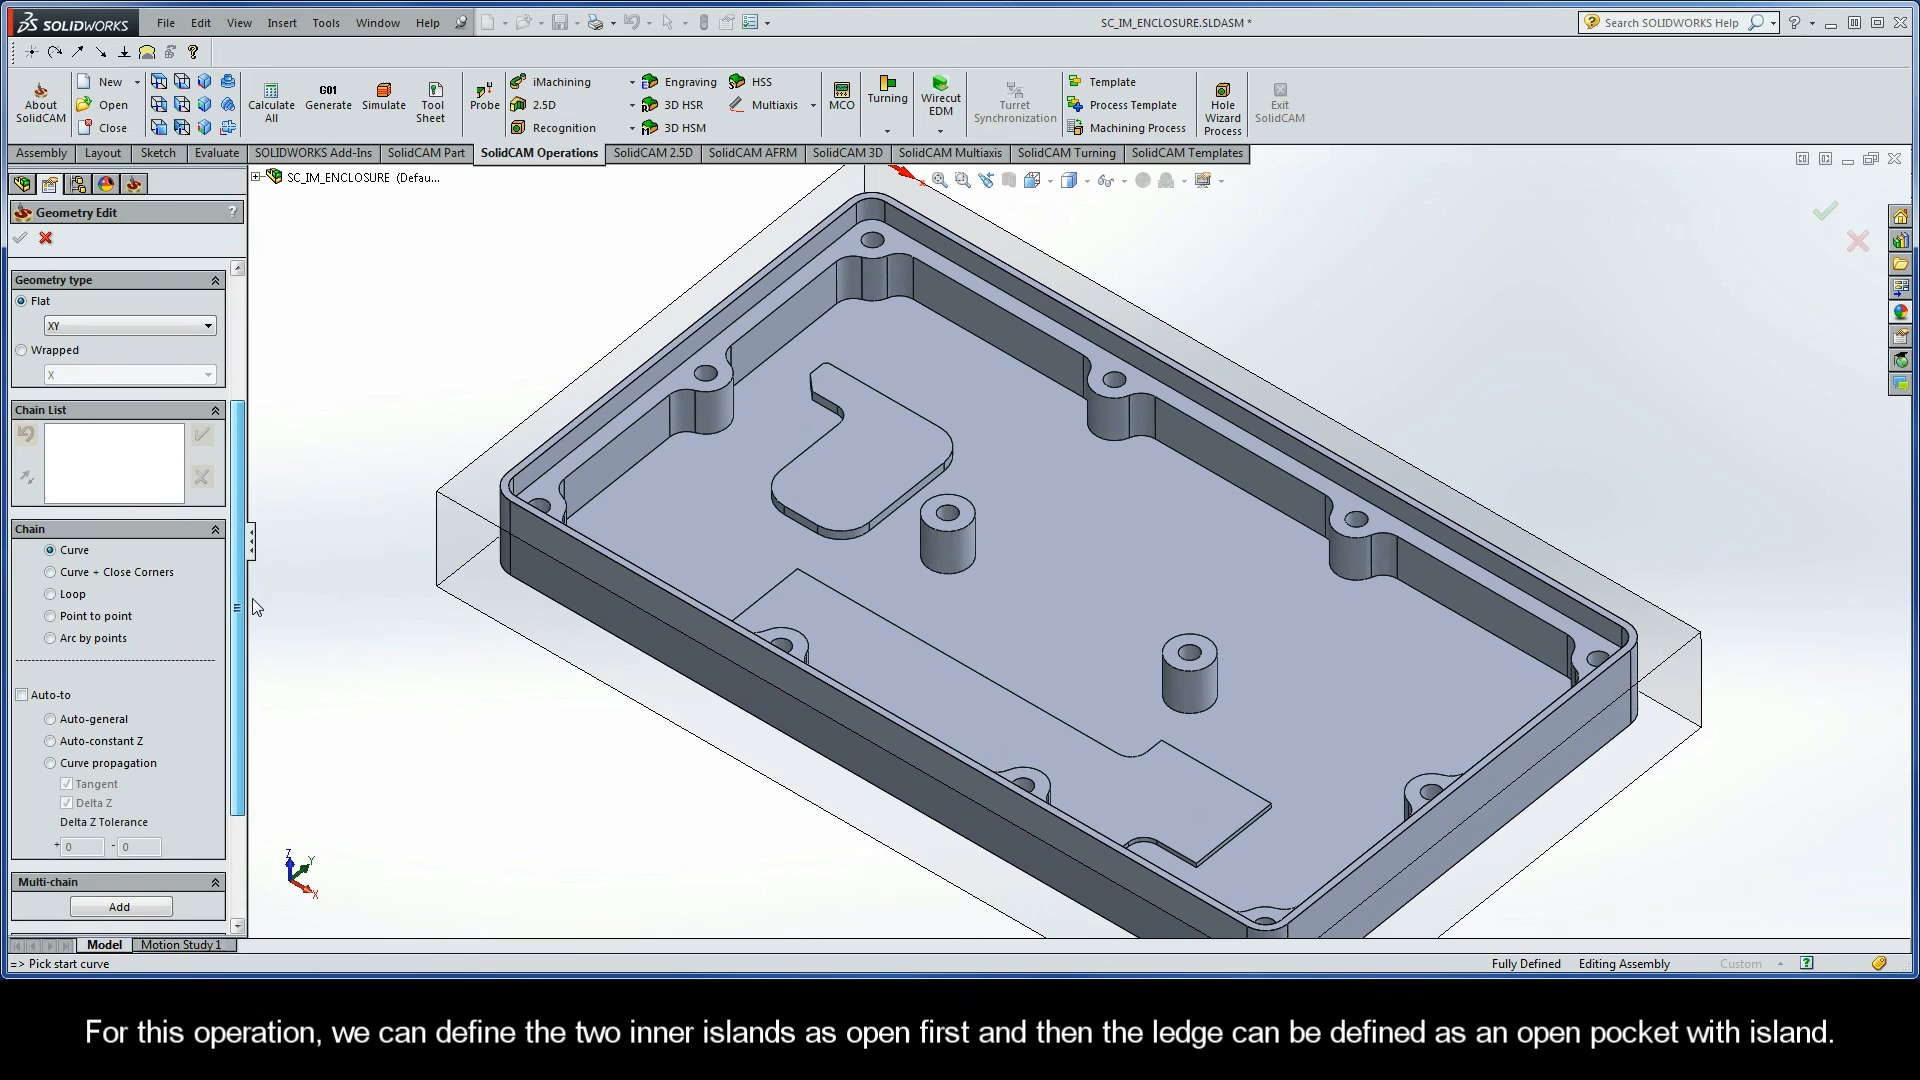 SOLIDWORKS File Edit View Insert Tools Window Help SC_IM_ENCLOSURE.SLDASM * Search SOLIDWORKS Help
About SolidCAM
New
Open
Close
Calculate All
G01 Generate
Simulate
Tool Sheet
Probe
iMachining
2.5D
Recognition
Engraving
3D HSR
3D HSM
HSS
Multiaxis
MCO
Turning
Wirecut EDM
Turret Synchronization
Template
Process Template
Machining Process
Hole Wizard Process
Exit SolidCAM
Assembly Layout Sketch Evaluate SOLIDWORKS Add-Ins SolidCAM Part SolidCAM Operations SolidCAM 2.5D SolidCAM AFRM SolidCAM 3D SolidCAM Multiaxis SolidCAM Turning SolidCAM Templates
SC_IM_ENCLOSURE (Defau...
Geometry Edit ?
Geometry type
Flat
XY
Wrapped
X
Chain List
Chain
Curve
Curve + Close Corners
Loop
Point to point
Arc by points
Auto-to
Auto-general
Auto-constant Z
Curve propagation
Tangent
Delta Z
Delta Z Tolerance
+ 0 - 0
Multi-chain
Add
Z
Y
X
Model Motion Study 1
=> Pick start curve Fully Defined Editing Assembly Custom
For this operation, we can define the two inner islands as open first and then the ledge can be defined as an open pocket with island.